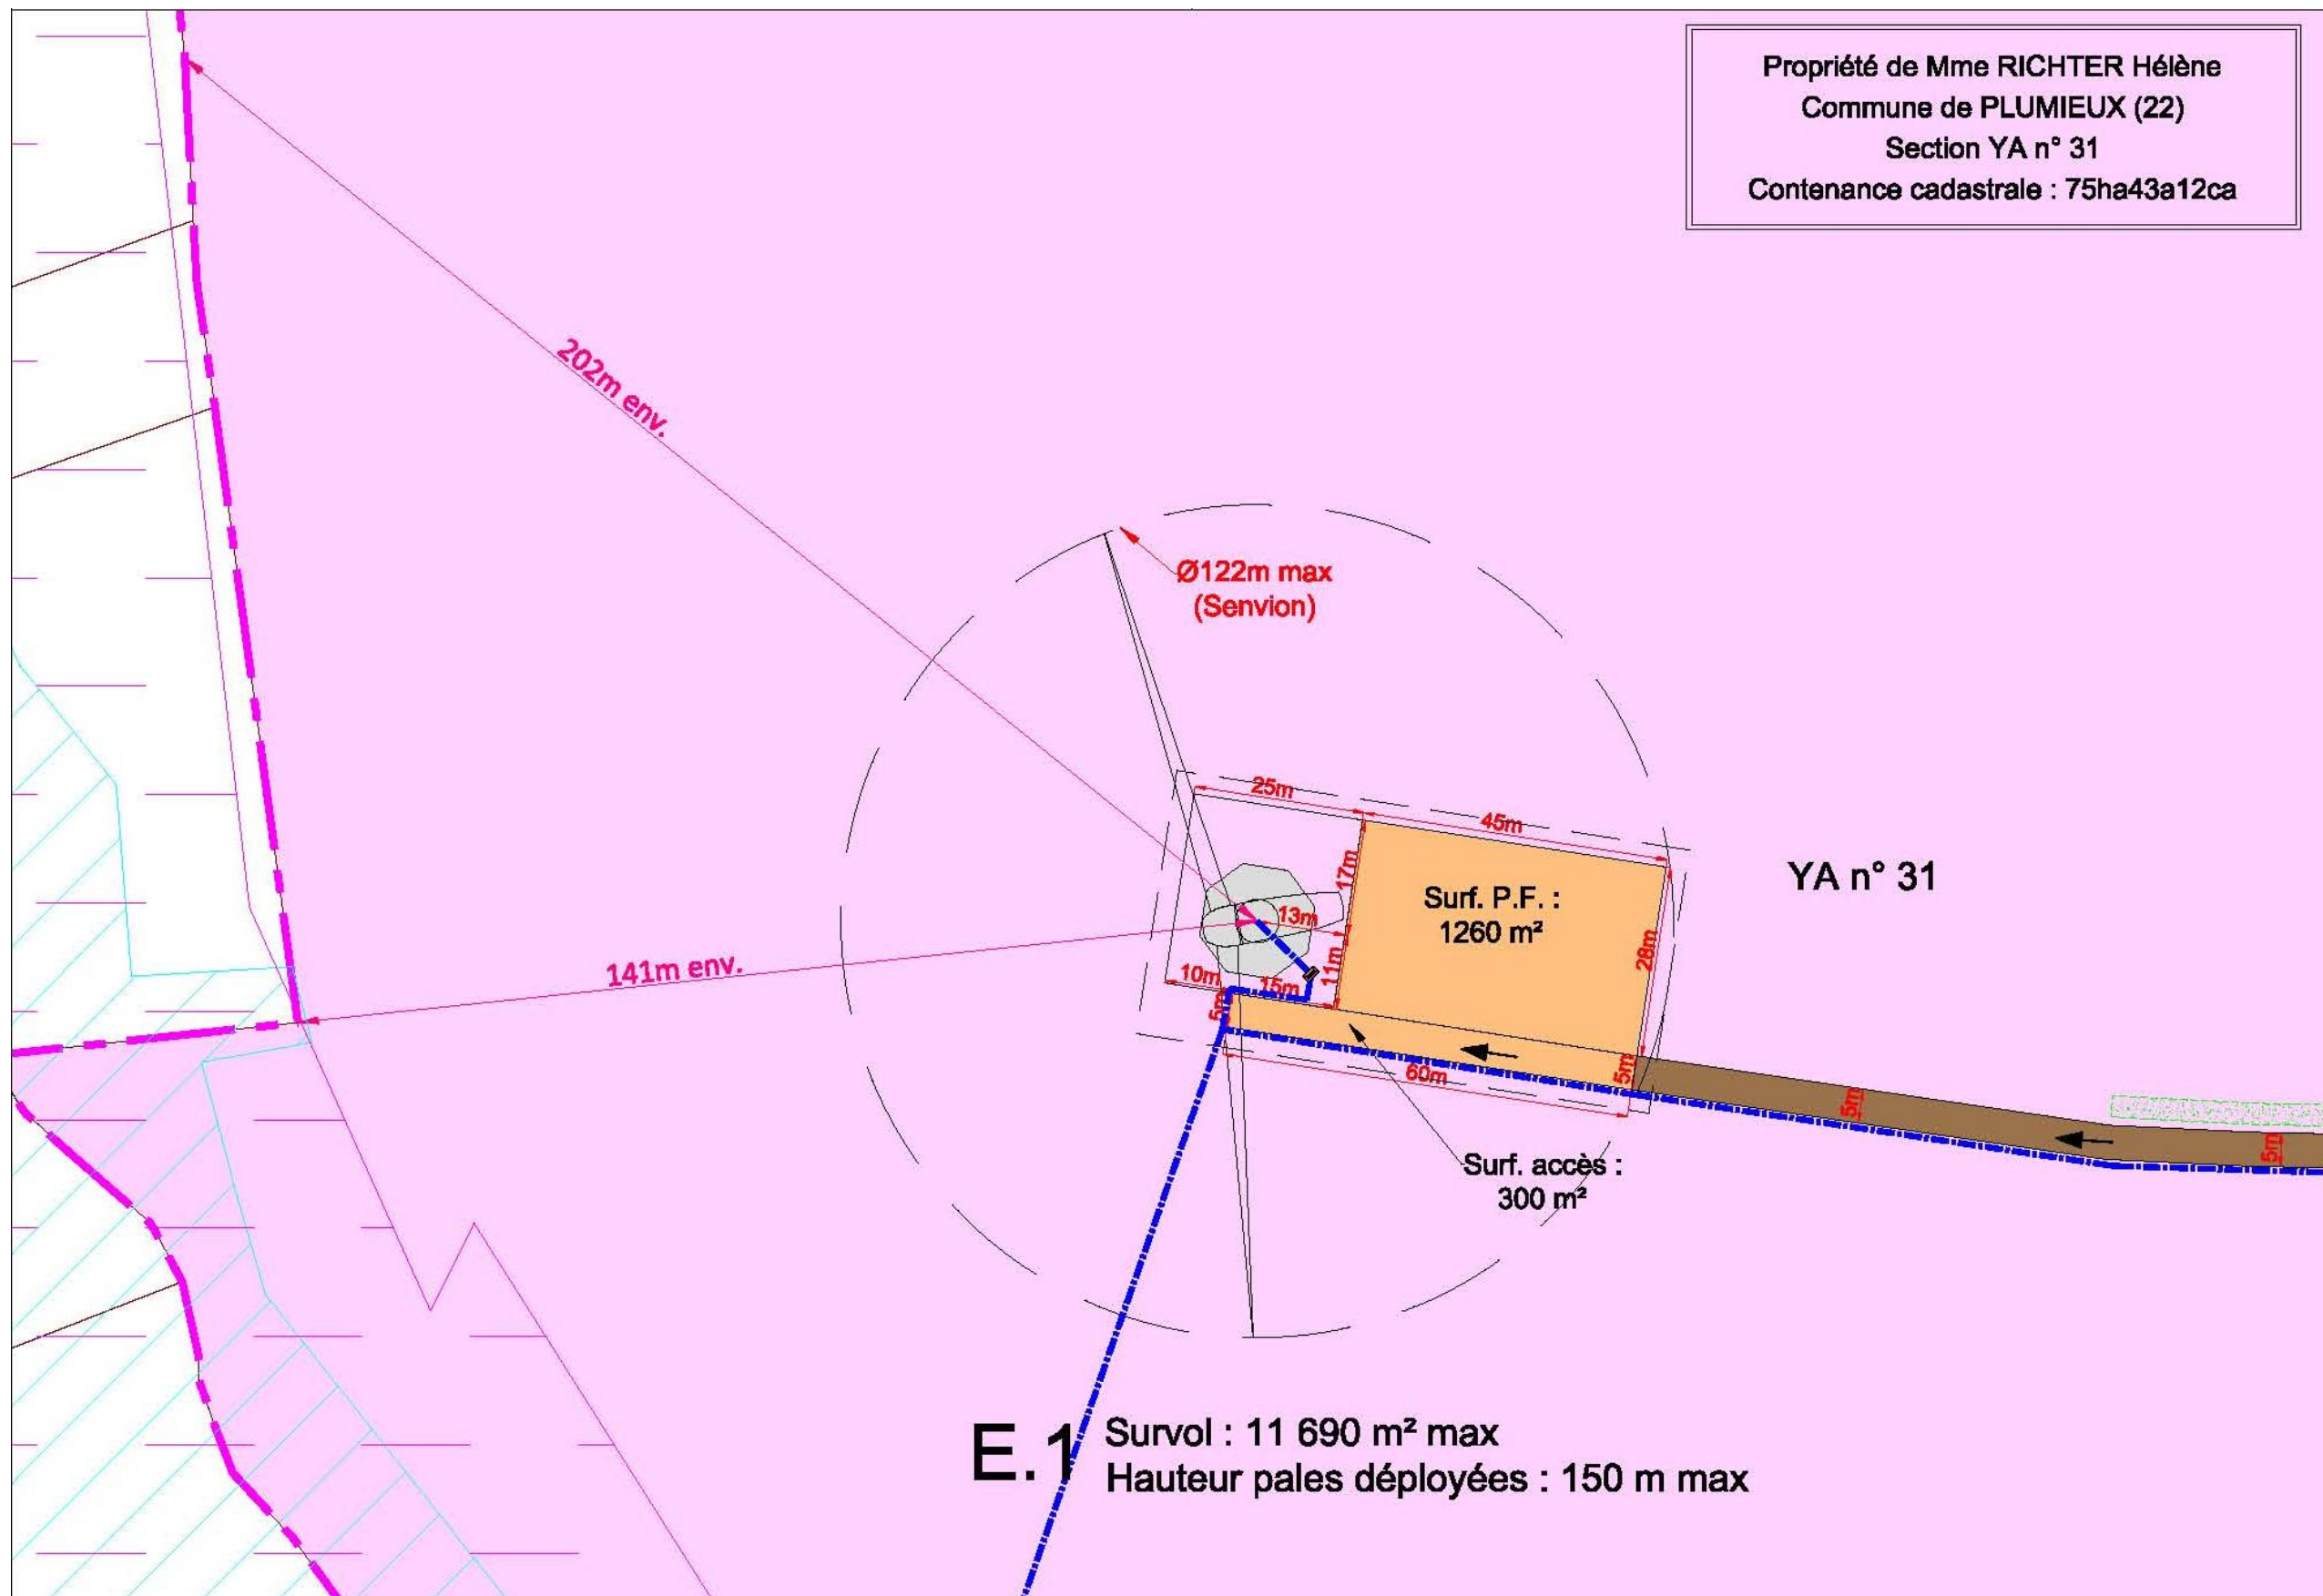 Propriété de Mme RICHTER Hélène
Commune de PLUMIEUX (22)
Section YA n° 31
Contenance cadastrale : 75ha43a12ca
202m env.
Ø122m max
(Senvion)
25m
45m
YA n° 31
17m
Surf. P.F. :
1260 m²
13m
28m
141m env.
11m
10m
15m
5m
60m
5m
5m
5m
Surf. accès :
300 m²
E.1
Survol : 11 690 m² max
Hauteur pales déployées : 150 m max